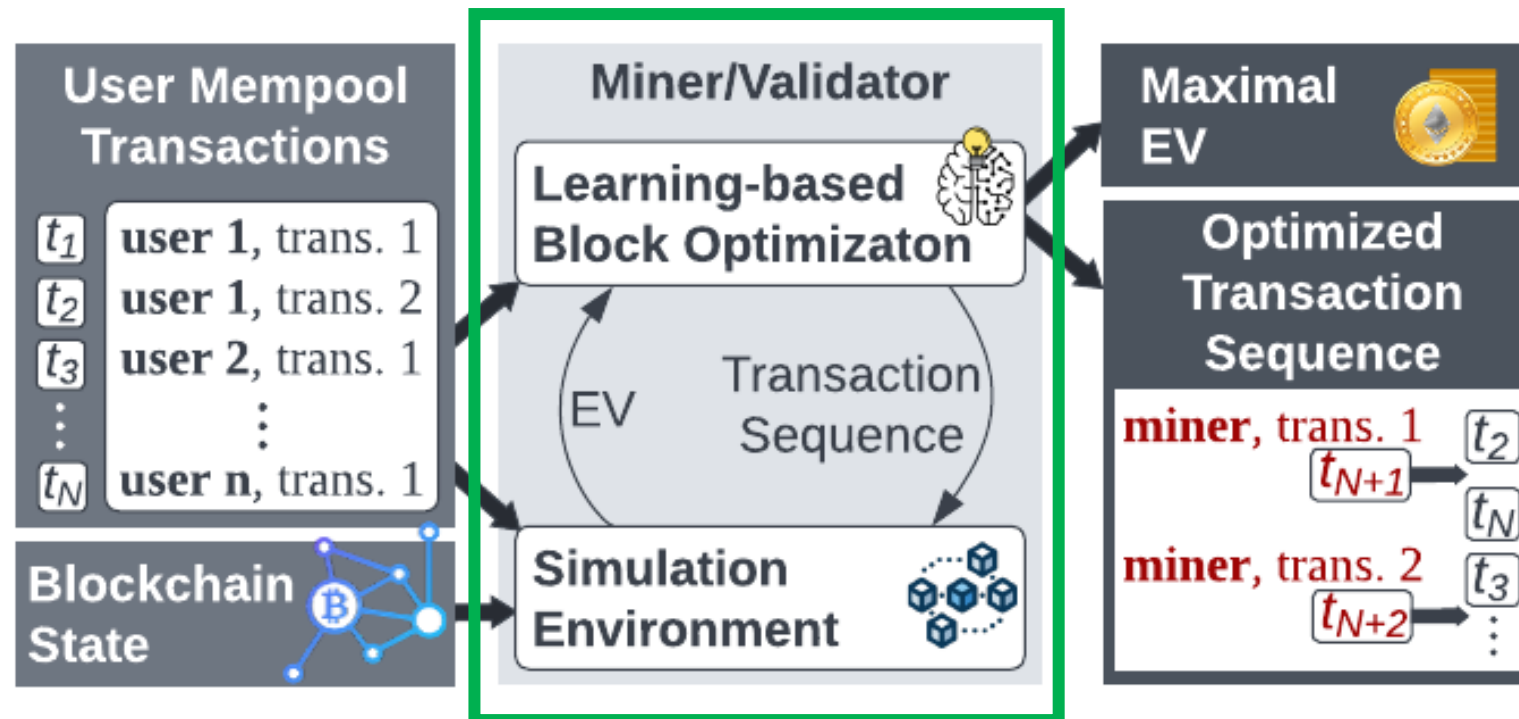 User Mempool
Transactions
t1 user 1, trans. 1
t2 user 1, trans. 2
t3 user 2, trans. 1
⋮ ⋮
tN user n, trans. 1
Blockchain
State
Miner/Validator
Learning-based
Block Optimizaton
EV
Transaction
Sequence
Simulation
Environment
Maximal
EV
Optimized
Transaction
Sequence
miner, trans. 1
t2
tN+1
tN
miner, trans. 2
t3
tN+2
⋮